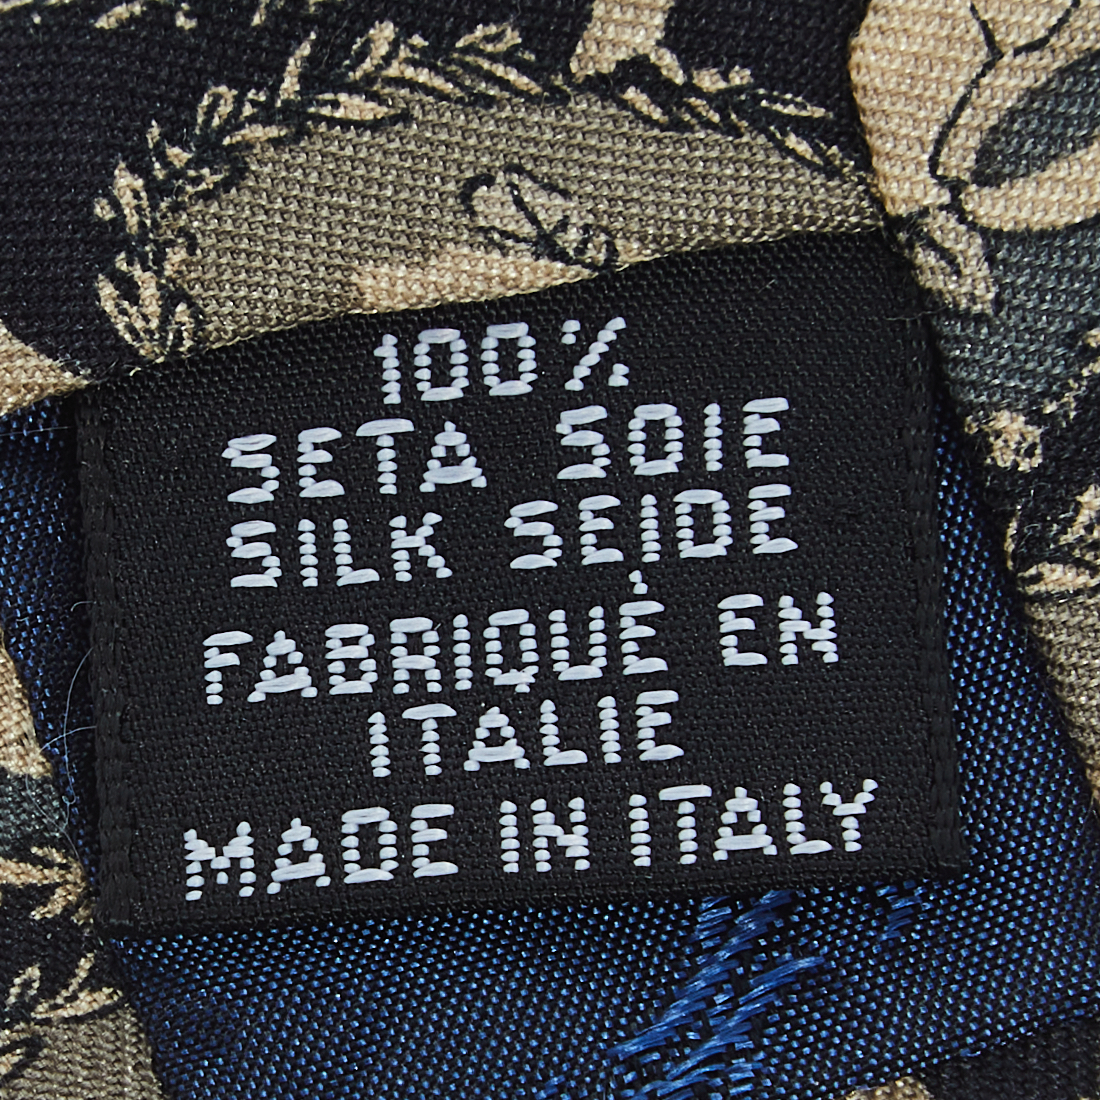 100%
SETA SOIE
SILK SEIDE
FABRIQUÉ EN
ITALIE
MADE IN ITALY